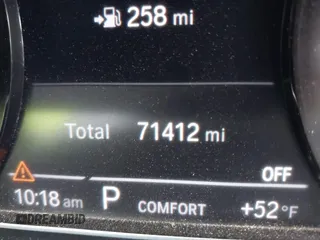 258 mi
Total 71412 mi
OFF
10:18 am P COMFORT +52°F
DREAMBID